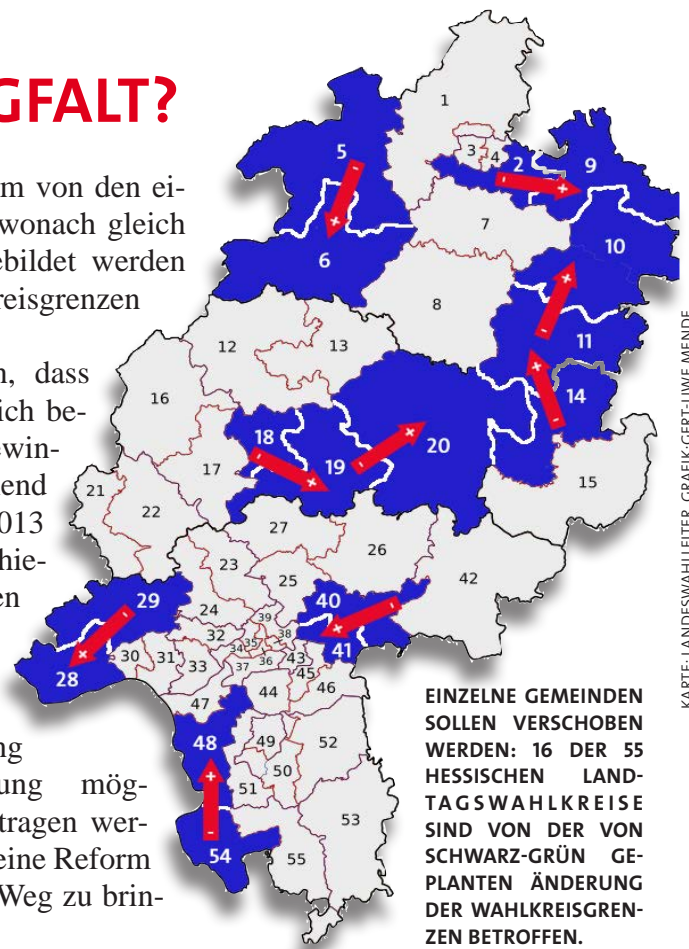 GFALT?
m von den ei-
wonach gleich
ebildet werden
reisgrenzen
n, dass
ich be-
ewin-
end
013
hie-
en
ng
ung mög-
tragen wer-
eine Reform
Weg zu brin-
1
2
3
4
5
6
7
8
9
10
11
12
13
14
15
16
17
18
19
20
21
22
23
24
25
26
27
28
29
30
31
32
33
34
35
36
37
38
39
40
41
42
43
44
45
46
47
48
49
50
51
52
53
54
55
EINZELNE GEMEINDEN
SOLLEN VERSCHOBEN
WERDEN: 16 DER 55
HESSISCHEN LAND-
TAGSWAHLKREISE
SIND VON DER VON
SCHWARZ-GRÜN GE-
PLANTEN ÄNDERUNG
DER WAHLKREISGREN-
ZEN BETROFFEN.
KARTE: LANDESWAHLLEITER, GRAFIK: GERT-UWE MENDE